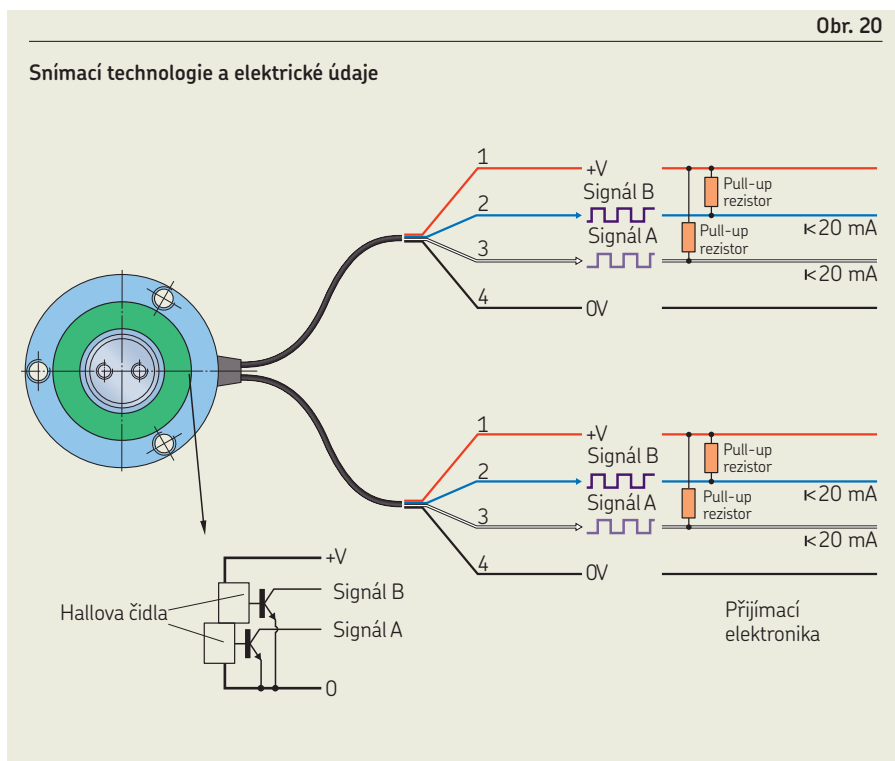 Obr. 20
Snímací technologie a elektrické údaje
1
+V
Signál B
Pull-up
rezistor
2
Signál A
Pull-up
rezistor
I<20 mA
3
I<20 mA
4
0V
1
+V
Signál B
Pull-up
rezistor
2
Signál A
Pull-up
rezistor
I<20 mA
3
I<20 mA
4
0V
+V
Hallova čidla
Signál B
Signál A
0
Přijímací
elektronika